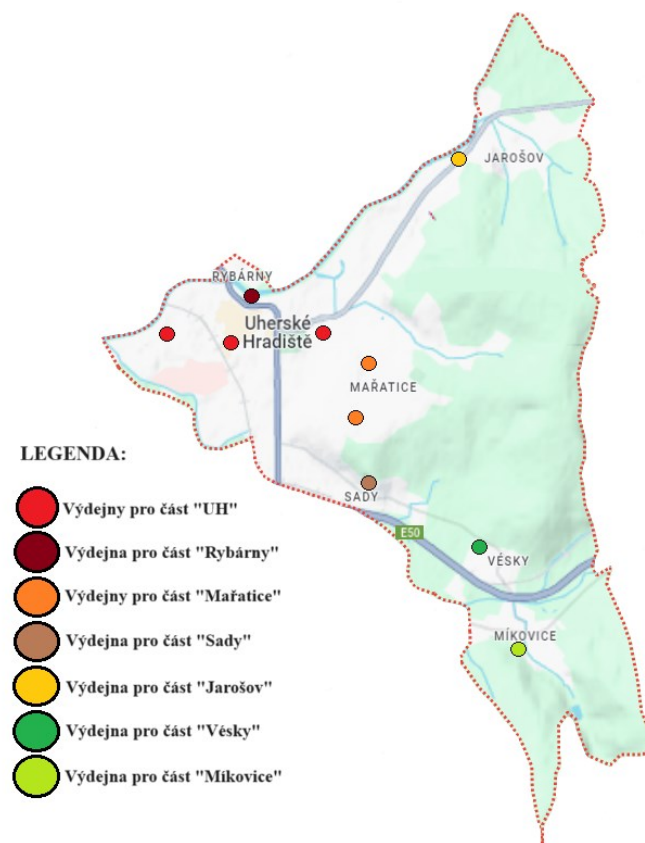 JAROŠOV
RYBÁRNY
Uherské
Hradiště
MAŘATICE
SADY
E50
VÉSKY
MÍKOVICE
LEGENDA:
Výdejny pro část "UH"
Výdejna pro část "Rybárny"
Výdejny pro část "Mařatice"
Výdejna pro část "Sady"
Výdejna pro část "Jarošov"
Výdejna pro část "Vésky"
Výdejna pro část "Míkovice"